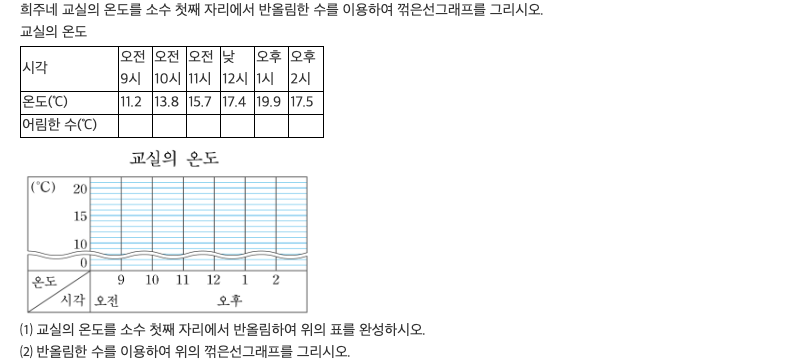 희주네 교실의 온도를 소수 첫째 자리에서 반올림한 수를 이용하여 꺾은선그래프를 그리시오.
교실의 온도
시각 오전 9시 오전 10시 오전 11시 낮 12시 오후 1시 오후 2시
온도(℃) 11.2 13.8 15.7 17.4 19.9 17.5
어림한 수(℃)
교실의 온도
(℃) 20
15
10
0
온도 9 10 11 12 1 2
시각 오전 오후
(1) 교실의 온도를 소수 첫째 자리에서 반올림하여 위의 표를 완성하시오.
(2) 반올림한 수를 이용하여 위의 꺾은선그래프를 그리시오.